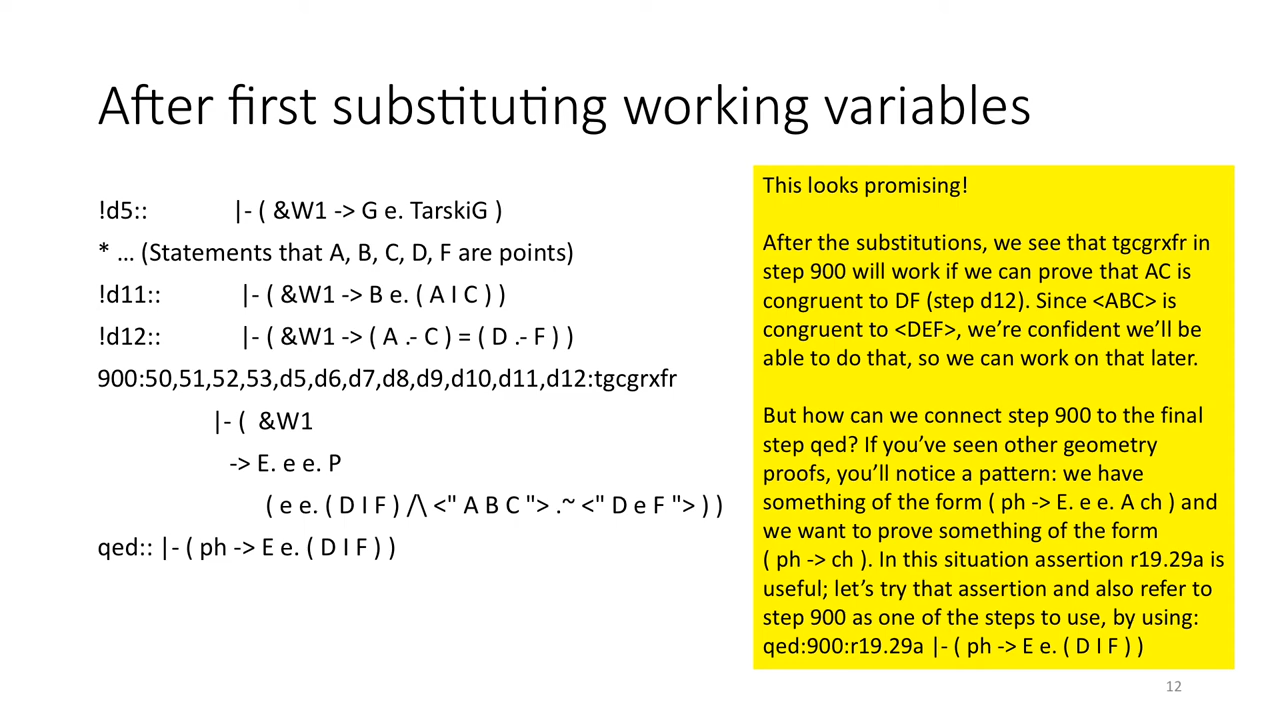 After first substituting working variables
!d5:: |- ( &W1 -> G e. TarskiG )
* ... (Statements that A, B, C, D, F are points)
!d11:: |- ( &W1 -> B e. ( A I C ) )
!d12:: |- ( &W1 -> ( A .- C ) = ( D .- F ) )
900:50,51,52,53,d5,d6,d7,d8,d9,d10,d11,d12:tgcgrxfr
|- ( &W1
-> E. e e. P
( e e. ( D I F ) /\ <" A B C "> .~ <" D e F "> ) )
qed:: |- ( ph -> E e. ( D I F ) )
This looks promising!
After the substitutions, we see that tgcgrxfr in
step 900 will work if we can prove that AC is
congruent to DF (step d12). Since <ABC> is
congruent to <DEF>, we’re confident we’ll be
able to do that, so we can work on that later.
But how can we connect step 900 to the final
step qed? If you’ve seen other geometry
proofs, you’ll notice a pattern: we have
something of the form ( ph -> E. e e. A ch ) and
we want to prove something of the form
( ph -> ch ). In this situation assertion r19.29a is
useful; let’s try that assertion and also refer to
step 900 as one of the steps to use, by using:
qed:900:r19.29a |- ( ph -> E e. ( D I F ) )
12